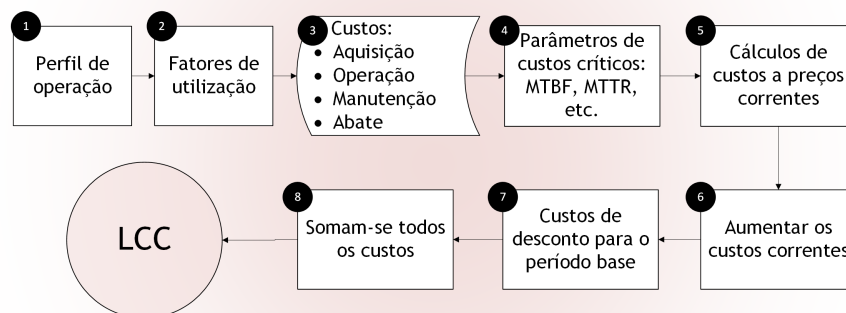 1
Perfil de
operação
2
Fatores de
utilização
3
Custos:
• Aquisição
• Operação
• Manutenção
• Abate
4
Parâmetros de
custos críticos:
MTBF, MTTR,
etc.
5
Cálculos de
custos a preços
correntes
6
Aumentar os
custos correntes
7
Custos de
desconto para o
período base
8
Somam-se todos
os custos
LCC